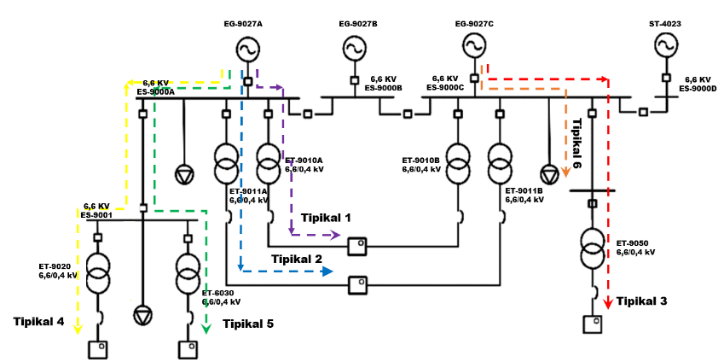 EG-9027A
EG-9027B
EG-9027C
ST-4023
6,6 KV
ES-9000A
6,6 KV
ES-9000B
6,6 KV
ES-9000C
6,6 KV
ES-9000D
ET-9010A
6,6/0,4 kV
ET-9011A
6,6/0,4 kV
ET-9010B
6,6/0,4 kV
ET-9011B
6,6/0,4 kV
Tipikal 6
6,6 KV
ES-9001
Tipikal 1
Tipikal 2
ET-9050
6,6/0,4 kV
ET-9020
6,6/0,4 kV
ET-6030
6,6/0,4 kV
Tipikal 3
Tipikal 4
Tipikal 5